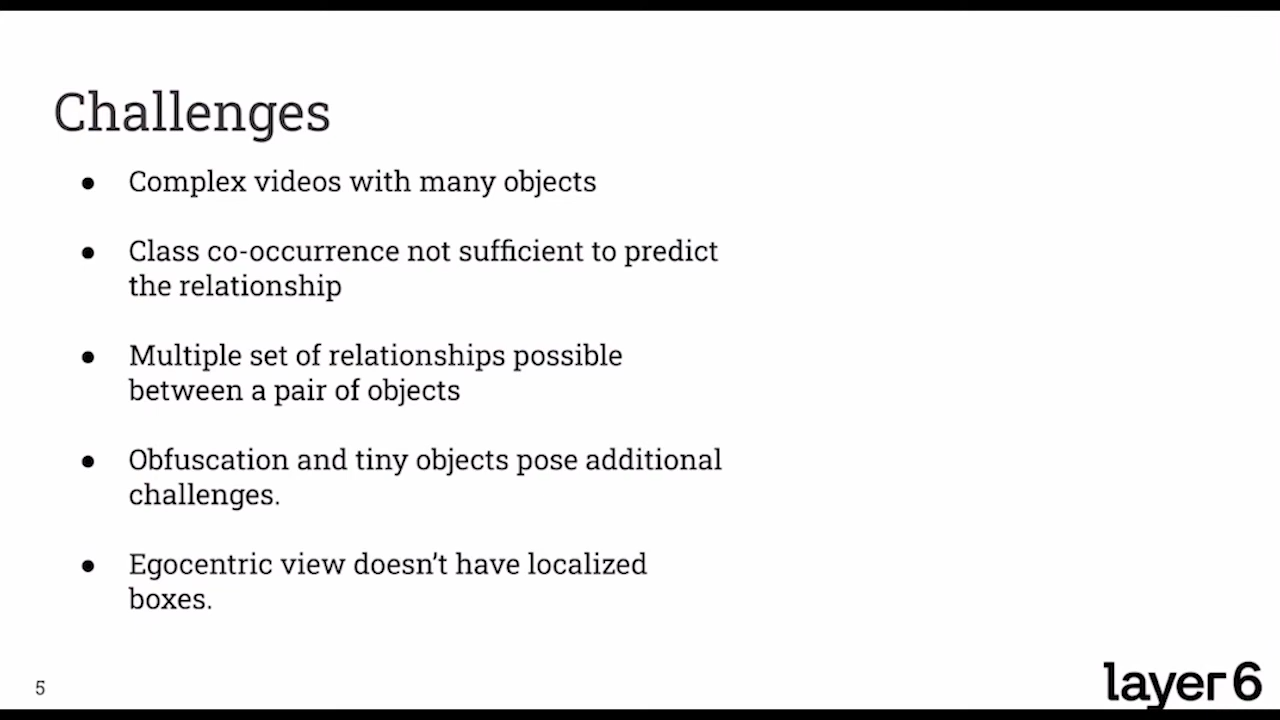 Challenges
● Complex videos with many objects
● Class co-occurrence not sufficient to predict
the relationship
● Multiple set of relationships possible
between a pair of objects
● Obfuscation and tiny objects pose additional
challenges.
● Egocentric view doesn’t have localized
boxes.
5
layer 6